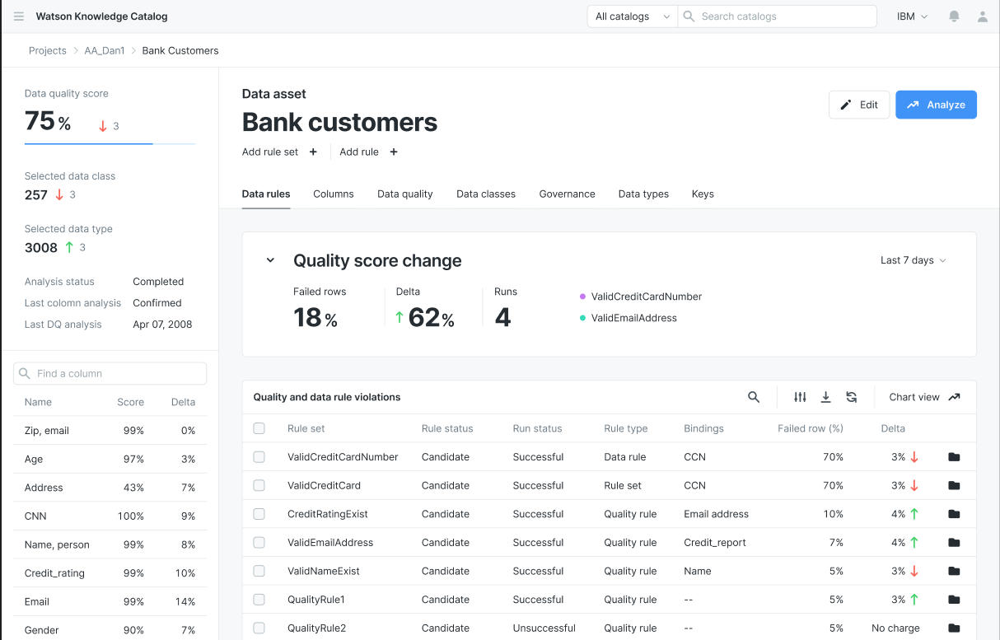 Watson Knowledge Catalog
All catalogs
Search catalogs
IBM
Projects > AA_Dan1 > Bank Customers
Data quality score
75 %
3
Selected data class
257
3
Selected data type
3008
3
Analysis status Completed
Last colomn analysis Confirmed
Last DQ analysis Apr 07, 2008
Find a column
Name Score Delta
Zip, email 99% 0%
Age 97% 3%
Address 43% 7%
CNN 100% 9%
Name, person 99% 8%
Credit_rating 99% 10%
Email 99% 14%
Gender 90% 7%
Data asset
Bank customers
Add rule set +
Add rule +
Edit
Analyze
Data rules Columns Data quality Data classes Governance Data types Keys
Quality score change
Last 7 days
Failed rows
18 %
Delta
62%
Runs
4
ValidCreditCardNumber
ValidEmailAddress
Quality and data rule violations
Chart view
Rule set Rule status Run status Rule type Bindings Failed row (%) Delta
ValidCreditCardNumber Candidate Successful Data rule CCN 70% 3%
ValidCreditCard Candidate Successful Rule set CCN 70% 3%
CreditRatingExist Candidate Successful Quality rule Email address 10% 4%
ValidEmailAddress Candidate Successful Quality rule Credit_report 7% 4%
ValidNameExist Candidate Successful Quality rule Name 5% 3%
QualityRule1 Candidate Successful Quality rule -- 5% 3%
QualityRule2 Candidate Unsuccessful Quality rule -- 5% No charge